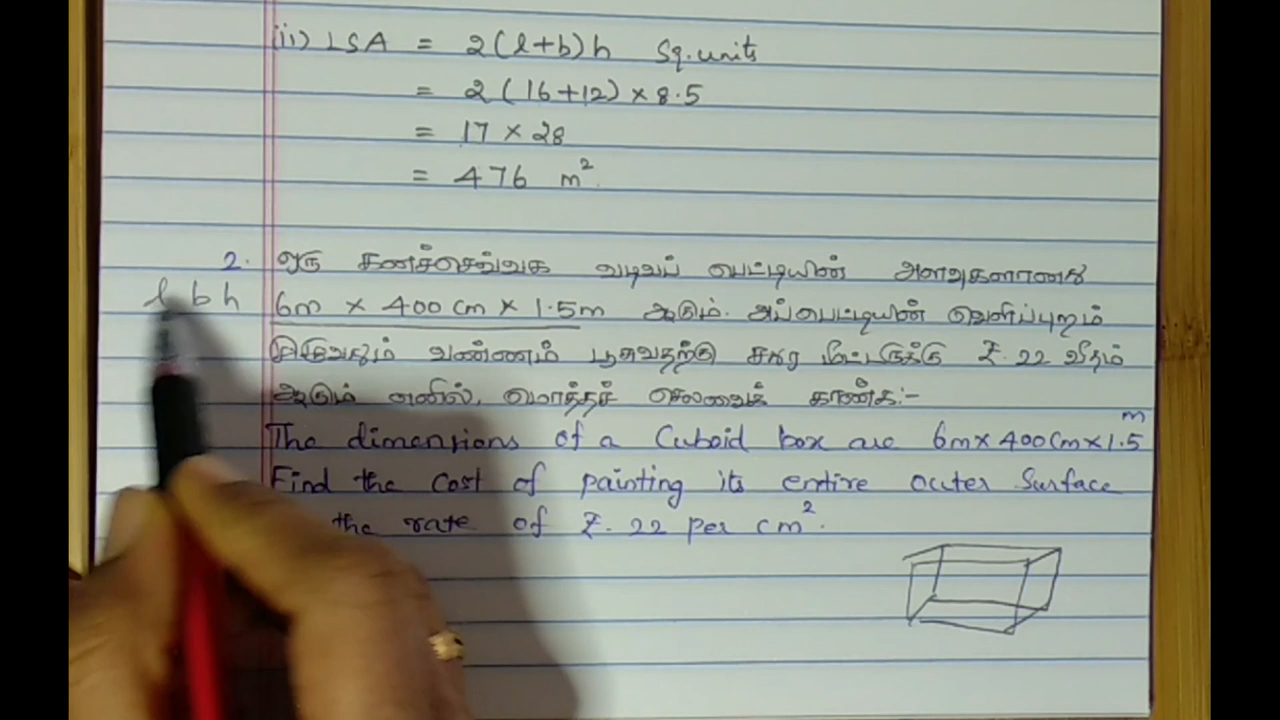 (ii) LSA = 2(l+b)h Sq.units
= 2(16+12)×8.5
= 17×28
= 476 m²
2. ஒரு கனச்செவ்வக வடிவப் பெட்டியின் அளவுகளானது
l b h 6m × 400 cm × 1.5m ஆகும். அப்பெட்டியின் வெளிப்புறம்
முழுவதும் வண்ணம் பூசுவதற்கு சதுர மீட்டருக்கு ₹.22 வீதம்
ஆகும் எனில், மொத்தச் செலவைக் காண்க:-
The dimensions of a Cuboid box are 6m×400cm×1.5 m
Find the cost of painting its entire outer Surface
the rate of ₹.22 per cm².